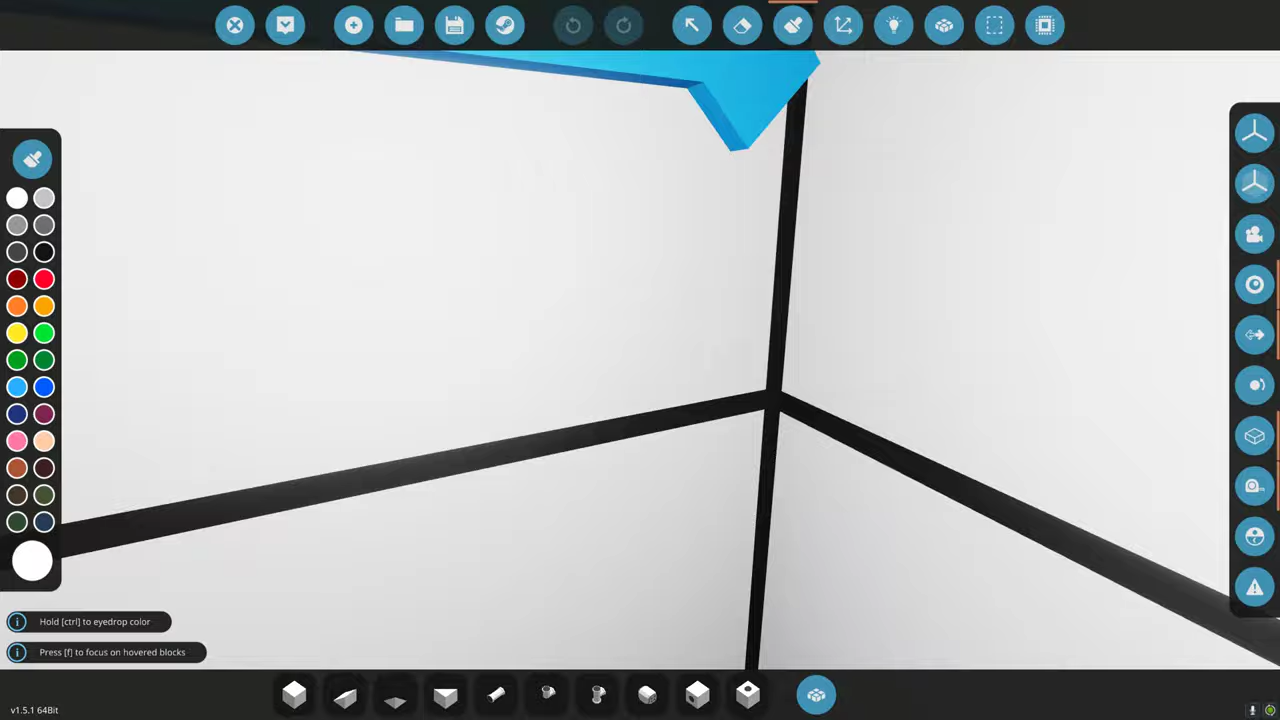 Hold [ctrl] to eyedrop color
Press [f] to focus on hovered blocks
v1.5.1 64Bit